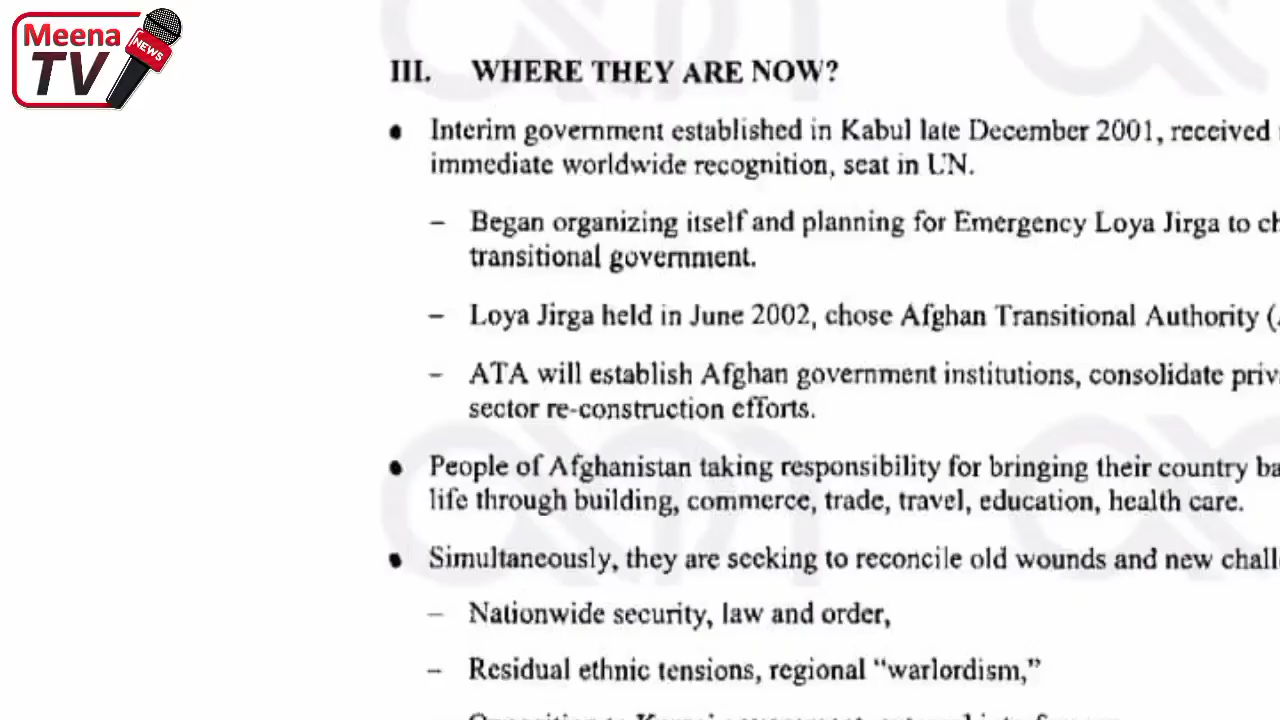 Meena
NEWS
TV
III. WHERE THEY ARE NOW?
• Interim government established in Kabul late December 2001, received
immediate worldwide recognition, seat in UN.
– Began organizing itself and planning for Emergency Loya Jirga to
transitional government.
– Loya Jirga held in June 2002, chose Afghan Transitional Authority (
– ATA will establish Afghan government institutions, consolidate
sector re-construction efforts.
• People of Afghanistan taking responsibility for bringing their country
life through building, commerce, trade, travel, education, health care.
• Simultaneously, they are seeking to reconcile old wounds and new
– Nationwide security, law and order,
– Residual ethnic tensions, regional “warlordism,”